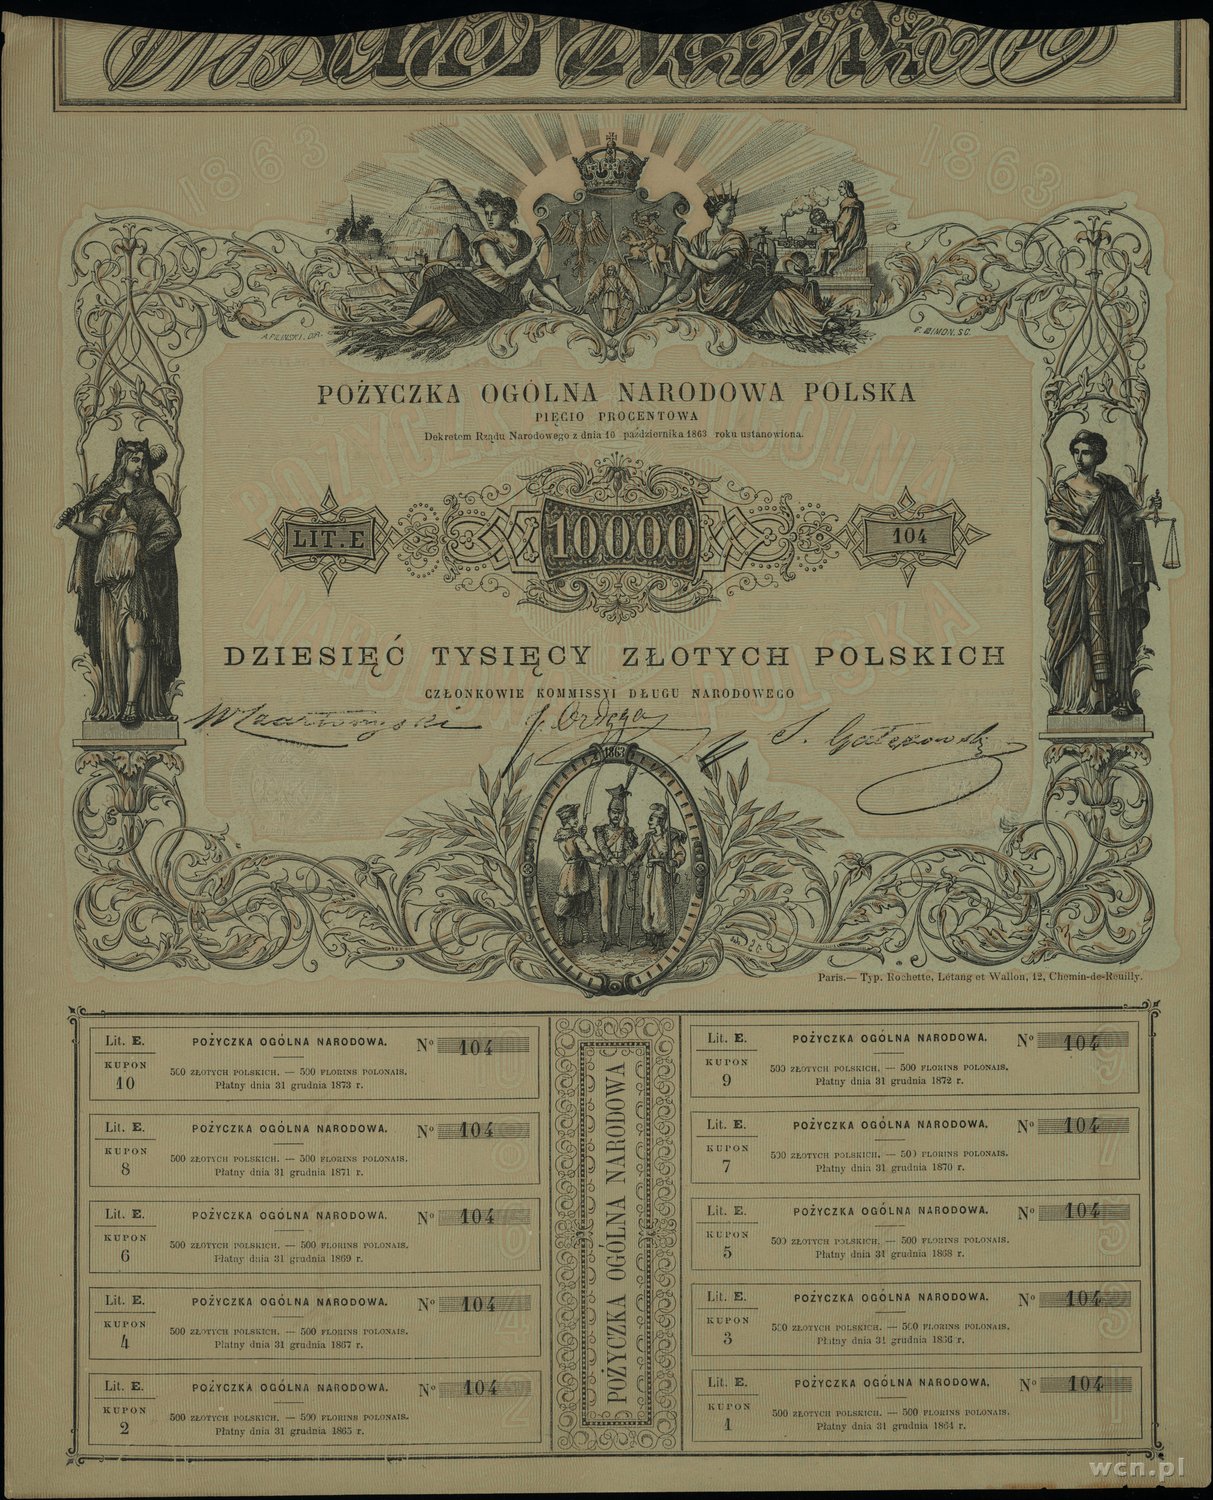 1863
1863
A. PILINSKI. DIR.
F. SIMON. SC.
POŻYCZKA OGÓLNA NARODOWA POLSKA
PIĘCIO PROCENTOWA
Dekretem Rządu Narodowego z dnia 10 października 1863 roku ustanowiona.
LIT. E
10000
104
DZIESIĘĆ TYSIĘCY ZŁOTYCH POLSKICH
CZŁONKOWIE KOMMISSYI DŁUGU NARODOWEGO
WCzartoryski
J. Ordęga
S. Gałęzowski
1863
Paris.— Typ. Rochette, Létang et Wallon, 12, Chemin-de-Reuilly.
Lit. E. POŻYCZKA OGÓLNA NARODOWA. No 104
KUPON
10
500 ZŁOTYCH POLSKICH. — 500 FLORINS POLONAIS.
Płatny dnia 31 grudnia 1873 r.
Lit. E. POŻYCZKA OGÓLNA NARODOWA. No 104
KUPON
9
500 ZŁOTYCH POLSKICH. — 500 FLORINS POLONAIS.
Płatny dnia 31 grudnia 1872 r.
Lit. E. POŻYCZKA OGÓLNA NARODOWA. No 104
KUPON
8
500 ZŁOTYCH POLSKICH. — 500 FLORINS POLONAIS.
Płatny dnia 31 grudnia 1871 r.
Lit. E. POŻYCZKA OGÓLNA NARODOWA. No 104
KUPON
7
500 ZŁOTYCH POLSKICH. — 500 FLORINS POLONAIS.
Płatny dnia 31 grudnia 1870 r.
Lit. E. POŻYCZKA OGÓLNA NARODOWA. No 104
KUPON
6
500 ZŁOTYCH POLSKICH. — 500 FLORINS POLONAIS.
Płatny dnia 31 grudnia 1869 r.
Lit. E. POŻYCZKA OGÓLNA NARODOWA. No 104
KUPON
5
500 ZŁOTYCH POLSKICH. — 500 FLORINS POLONAIS.
Płatny dnia 31 grudnia 1868 r.
Lit. E. POŻYCZKA OGÓLNA NARODOWA. No 104
KUPON
4
500 ZŁOTYCH POLSKICH. — 500 FLORINS POLONAIS.
Płatny dnia 31 grudnia 1867 r.
Lit. E. POŻYCZKA OGÓLNA NARODOWA. No 104
KUPON
3
500 ZŁOTYCH POLSKICH. — 500 FLORINS POLONAIS.
Płatny dnia 31 grudnia 1866 r.
Lit. E. POŻYCZKA OGÓLNA NARODOWA. No 104
KUPON
2
500 ZŁOTYCH POLSKICH. — 500 FLORINS POLONAIS.
Płatny dnia 31 grudnia 1865 r.
Lit. E. POŻYCZKA OGÓLNA NARODOWA. No 104
KUPON
1
500 ZŁOTYCH POLSKICH. — 500 FLORINS POLONAIS.
Płatny dnia 31 grudnia 1864 r.
POŻYCZKA OGÓLNA NARODOWA
POŻYCZKA OGÓLNA
NARODOWA POLSKA
wcn.pl